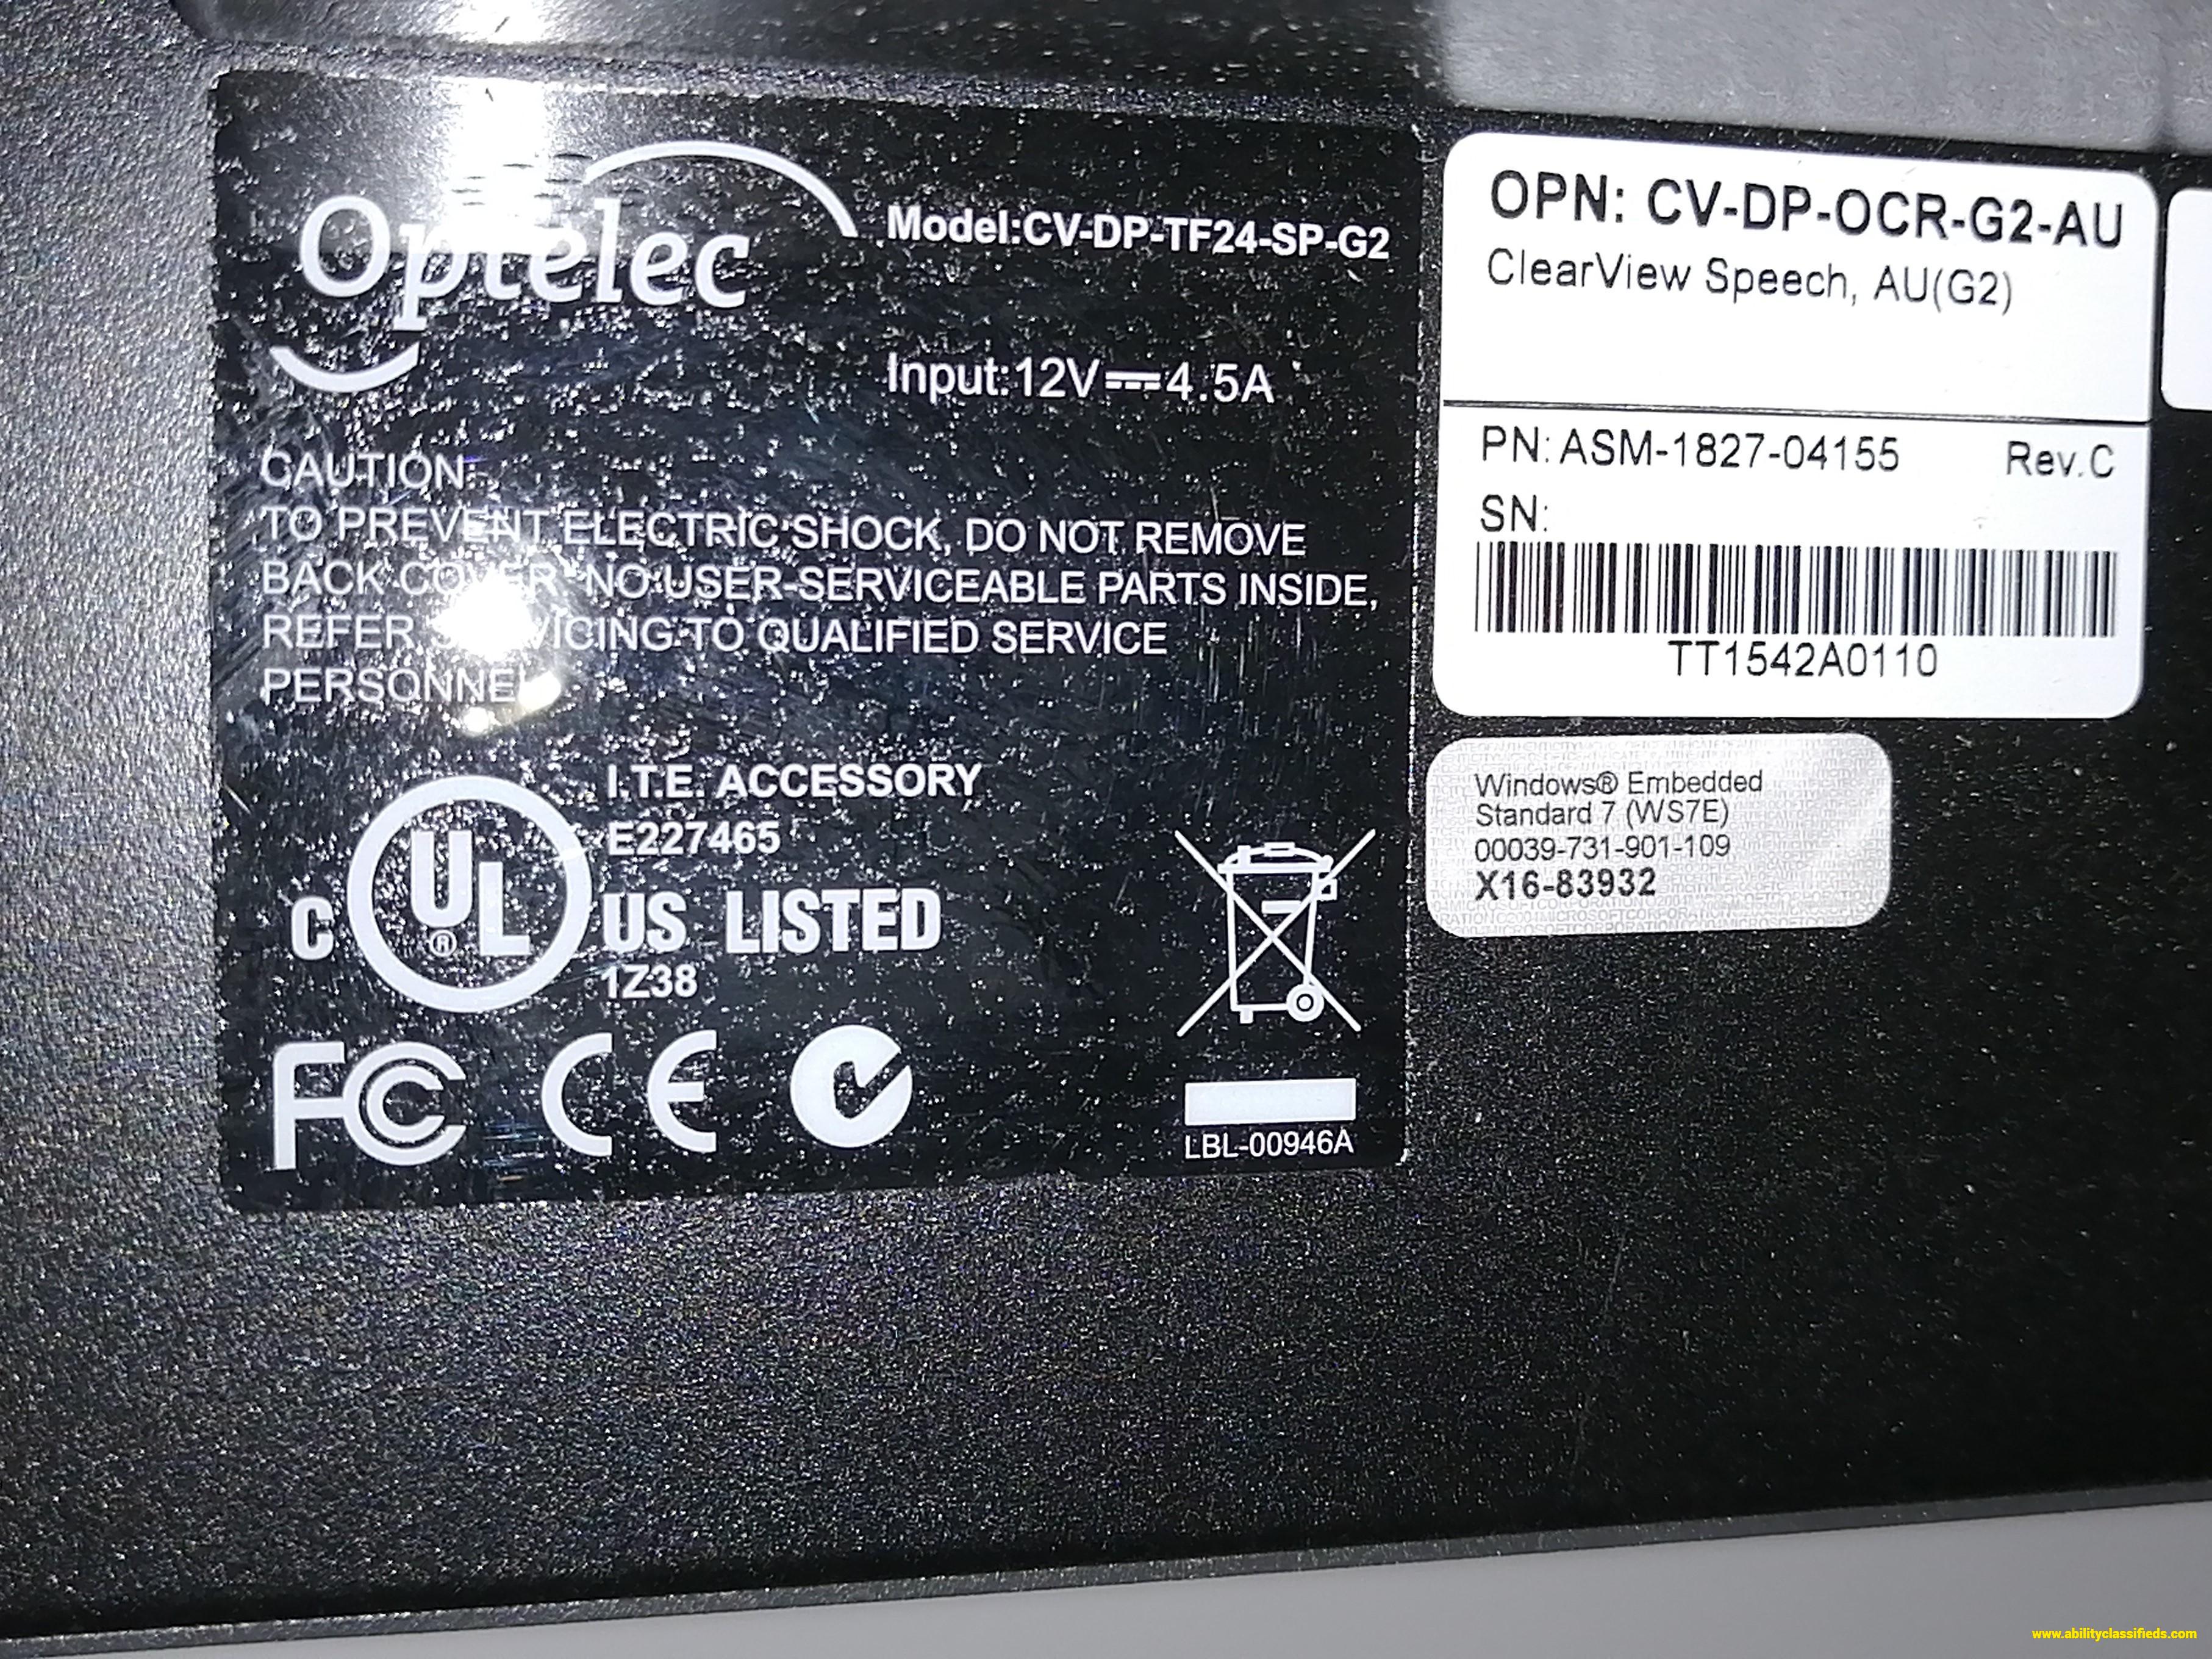 Optelec
Model:CV-DP-TF24-SP-G2
Input:12V⎓4.5A
CAUTION:
TO PREVENT ELECTRIC SHOCK, DO NOT REMOVE
BACK COVER. NO USER-SERVICEABLE PARTS INSIDE,
REFER SERVICING TO QUALIFIED SERVICE
PERSONNEL
I.T.E. ACCESSORY
E227465
C UL ® US LISTED
1Z38
FC CE
LBL-00946A
OPN: CV-DP-OCR-G2-AU
ClearView Speech, AU(G2)
PN: ASM-1827-04155 Rev.C
SN:
TT1542A0110
Windows® Embedded
Standard 7 (WS7E)
00039-731-901-109
X16-83932
www.abilityclassifieds.com